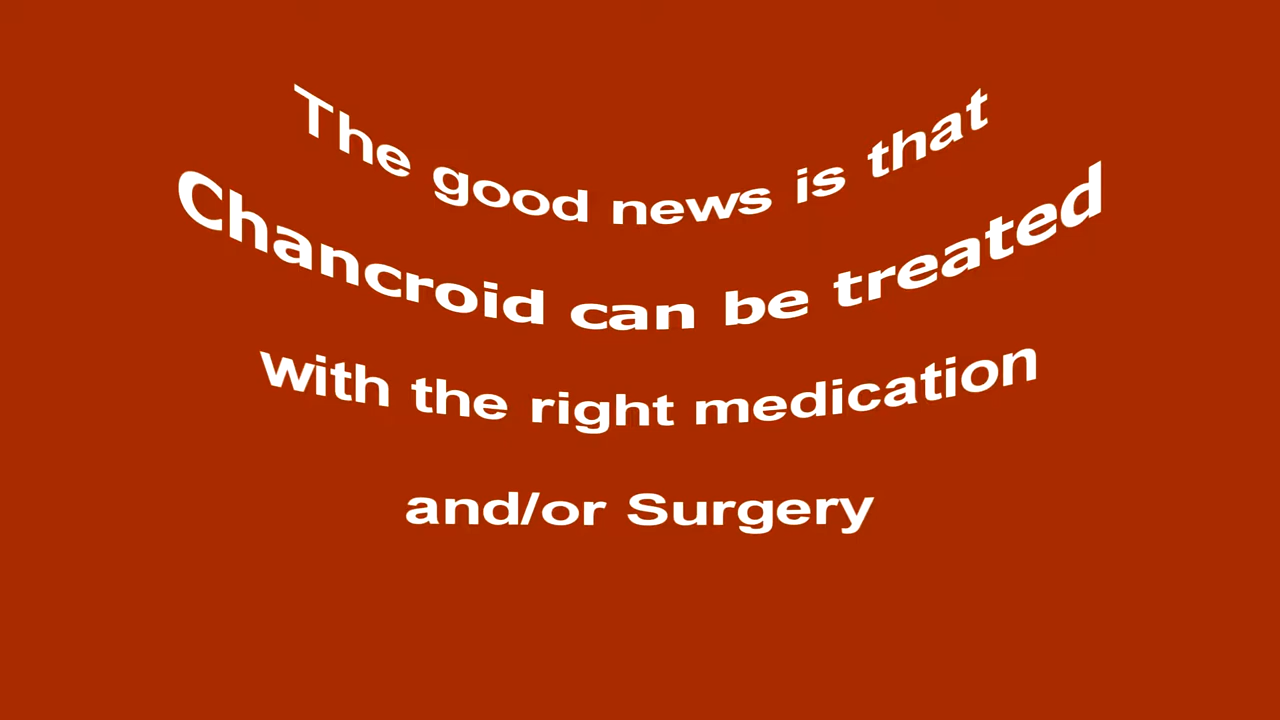 The good news is that
Chancroid can be treated
with the right medication
and/or Surgery